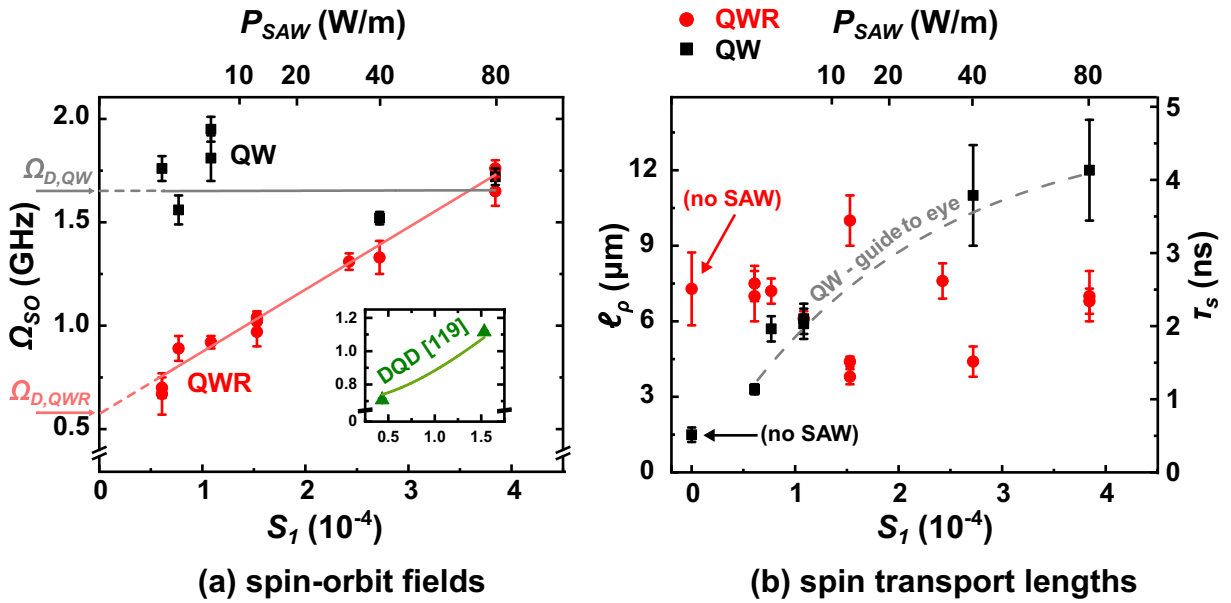 P_SAW (W/m)
10 20 40 80
2.0
1.5
1.0
0.5
Ω_SO (GHz)
Ω_D,QW
Ω_D,QWR
QW
QWR
DQD [119]
1.2
1.0
0.8
0
0.5 1.0 1.5
0 1 2 3 4
S_1 (10^-4)
(a) spin-orbit fields
QWR
QW
P_SAW (W/m)
10 20 40 80
12
9
6
3
0
ℓ_ρ (μm)
(no SAW)
(no SAW)
QW - guide to eye
5
4
3
2
1
0
T_s (ns)
0 1 2 3 4
S_1 (10^-4)
(b) spin transport lengths